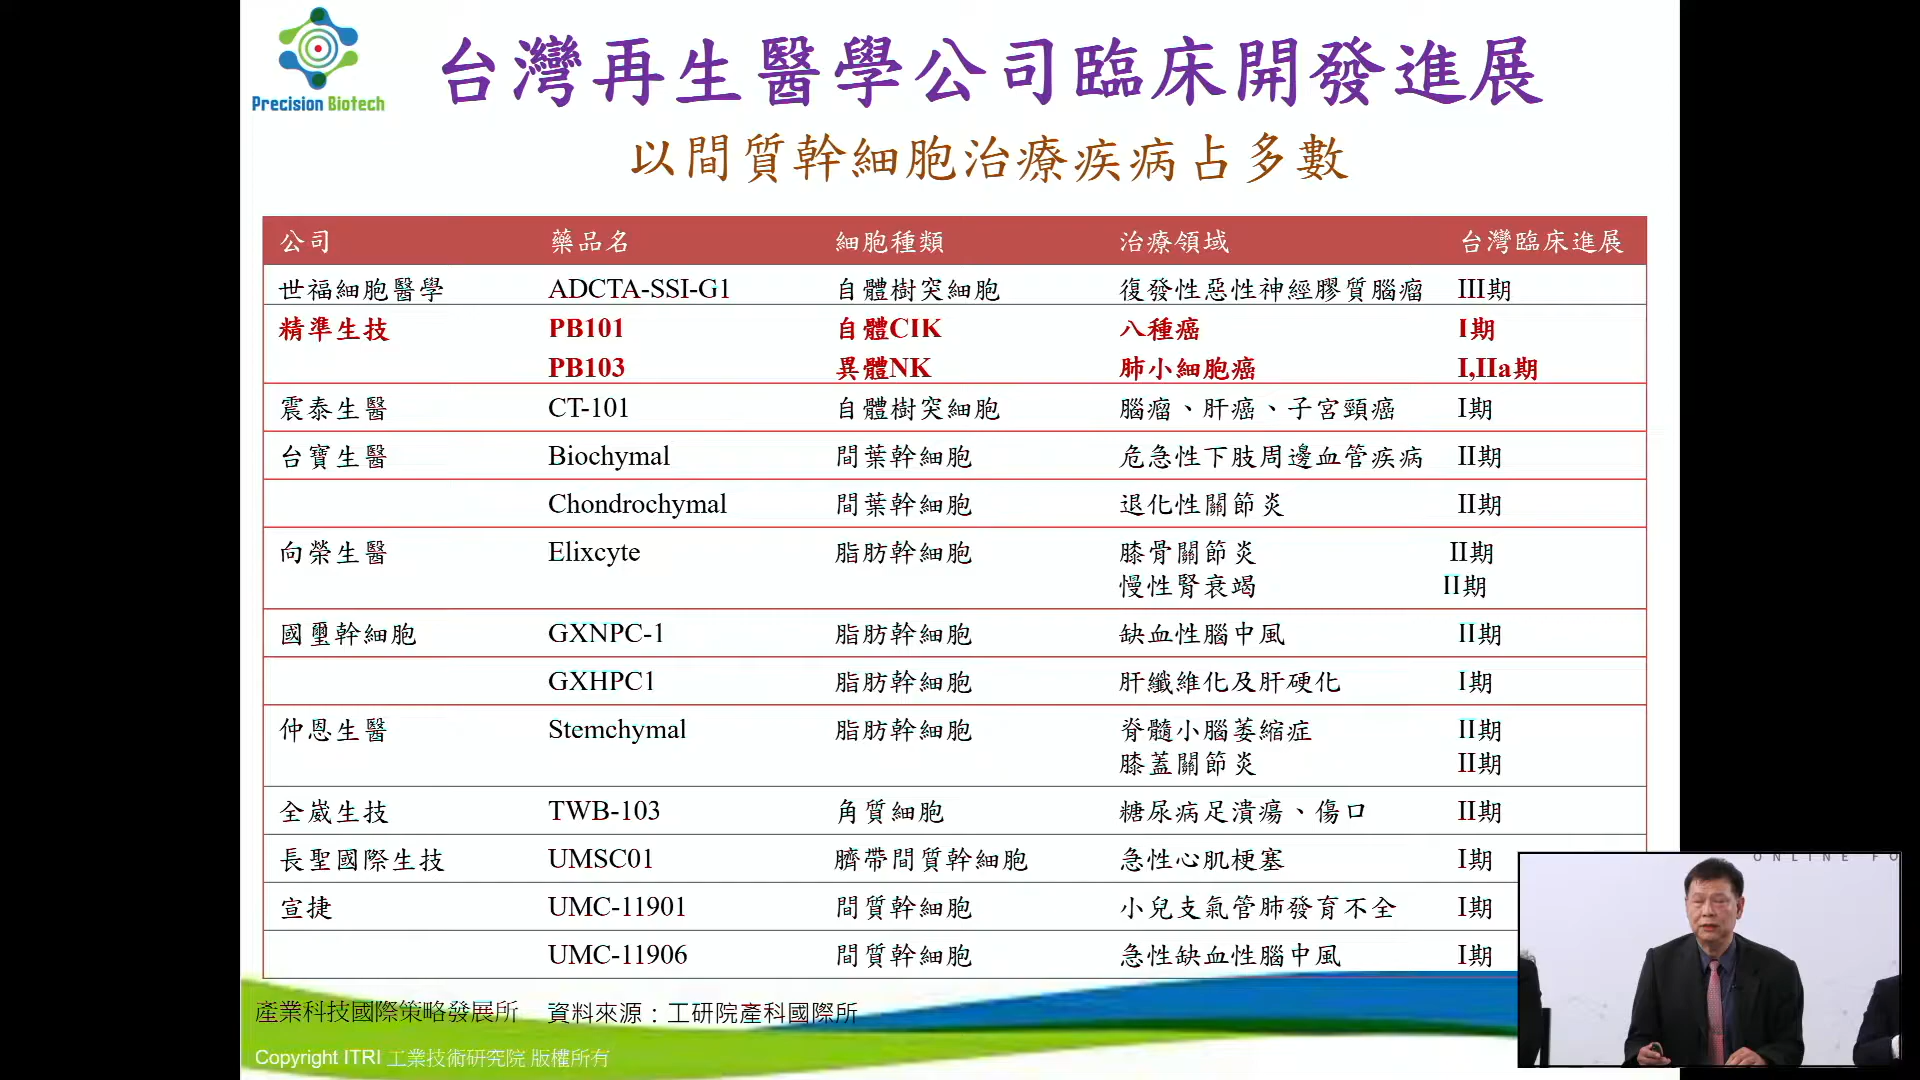 Precision Biotech
台灣再生醫學公司臨床開發進展
以間質幹細胞治療疾病占多數
公司 藥品名 細胞種類 治療領域 台灣臨床進展
世福細胞醫學 ADCTA-SSI-G1 自體樹突細胞 復發性惡性神經膠質腦瘤 III期
精準生技 PB101 自體CIK 八種癌 I期
PB103 異體NK 肺小細胞癌 I,IIa期
震泰生醫 CT-101 自體樹突細胞 腦瘤、肝癌、子宮頸癌 I期
台寶生醫 Biochymal 間葉幹細胞 危急性下肢周邊血管疾病 II期
Chondrochymal 間葉幹細胞 退化性關節炎 II期
向榮生醫 Elixcyte 脂肪幹細胞 膝骨關節炎 II期
慢性腎衰竭 II期
國璽幹細胞 GXNPC-1 脂肪幹細胞 缺血性腦中風 II期
GXHPC1 脂肪幹細胞 肝纖維化及肝硬化 I期
仲恩生醫 Stemchymal 脂肪幹細胞 脊髓小腦萎縮症 II期
膝蓋關節炎 II期
全崴生技 TWB-103 角質細胞 糖尿病足潰瘍、傷口 II期
長聖國際生技 UMSC01 臍帶間質幹細胞 急性心肌梗塞 I期
宣捷 UMC-11901 間質幹細胞 小兒支氣管肺發育不全 I期
UMC-11906 間質幹細胞 急性缺血性腦中風 I期
ONLINE FO
產業科技國際策略發展所 資料來源：工研院產科國際所
Copyright ITRI 工業技術研究院 版權所有